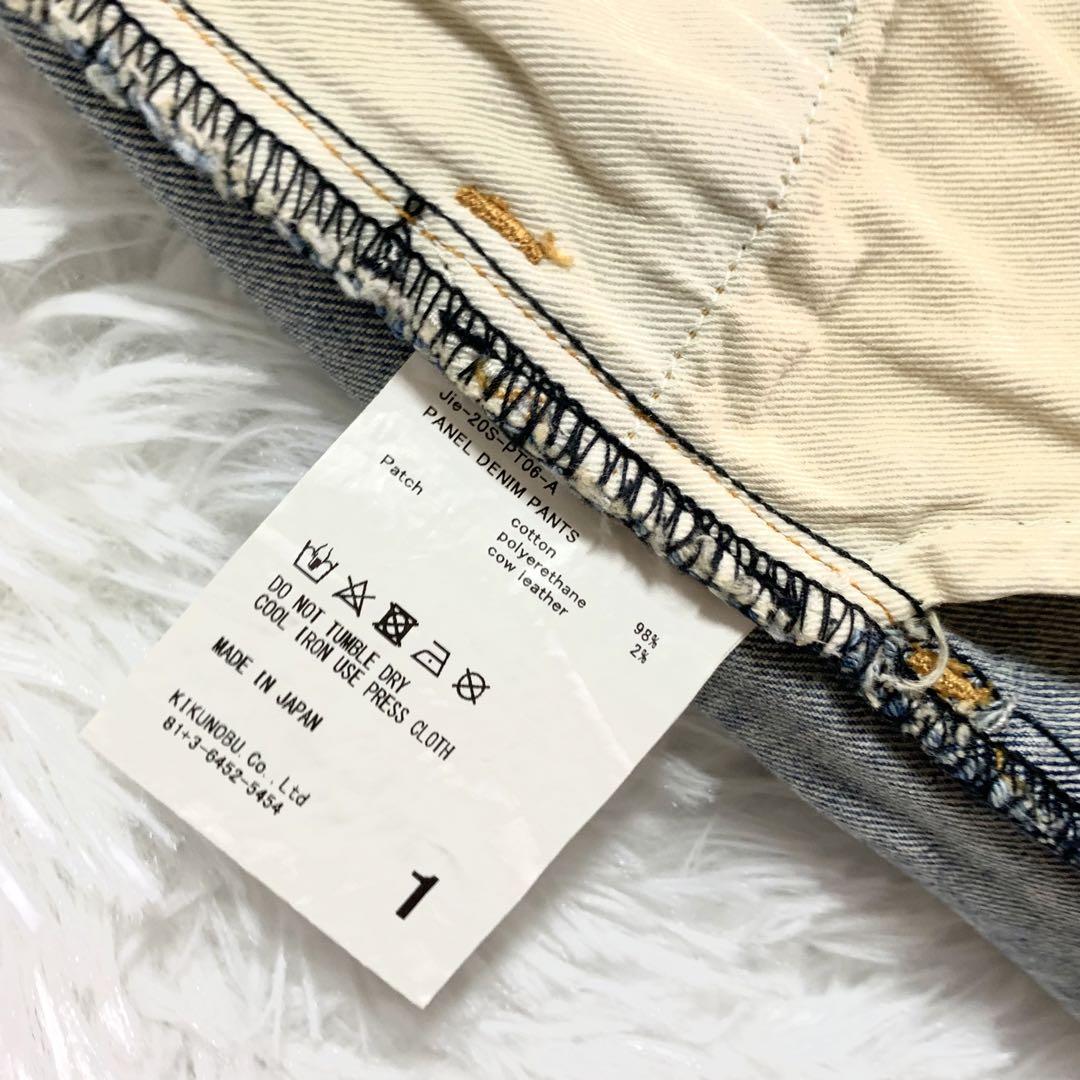 Jie-20S-PT06-A
PANEL DENIM PANTS
cotton 98%
polyerethane 2%
Patch cow leather
DO NOT TUMBLE DRY
COOL IRON USE PRESS CLOTH
MADE IN JAPAN
KIKUNOBU.Co.,Ltd
81+3-6452-5454
1